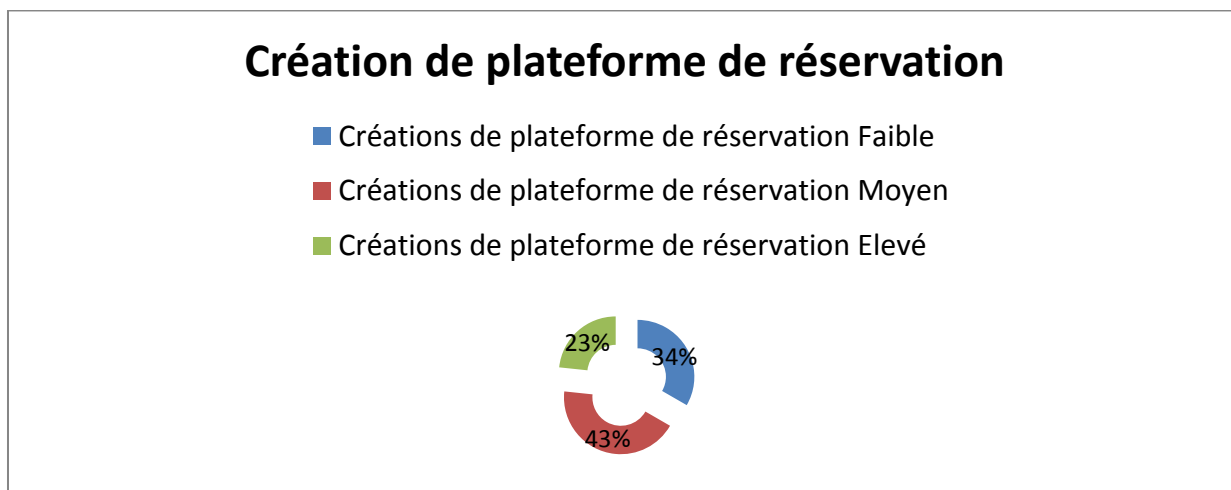 Création de plateforme de réservation
Créations de plateforme de réservation Faible
Créations de plateforme de réservation Moyen
Créations de plateforme de réservation Elevé
23%
34%
43%